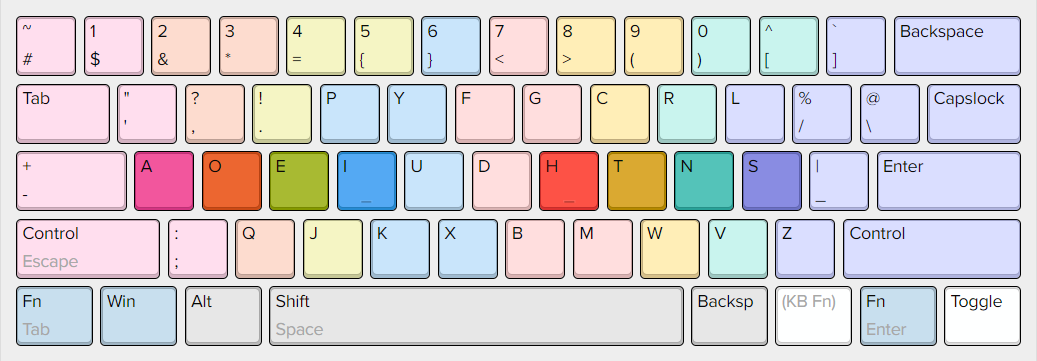 ~ 1 2 3 4 5 6 7 8 9 0 ^ ` Backspace
# $ & * = { } < > ( ) [ ]
Tab " ? ! P Y F G C R L % @ Capslock
' , . / \
+ A O E I U D H T N S | Enter
- _ _ _
Control : Q J K X B M W V Z Control
Escape ;
Fn Win Alt Shift Backsp (KB Fn) Fn Toggle
Tab Space Enter